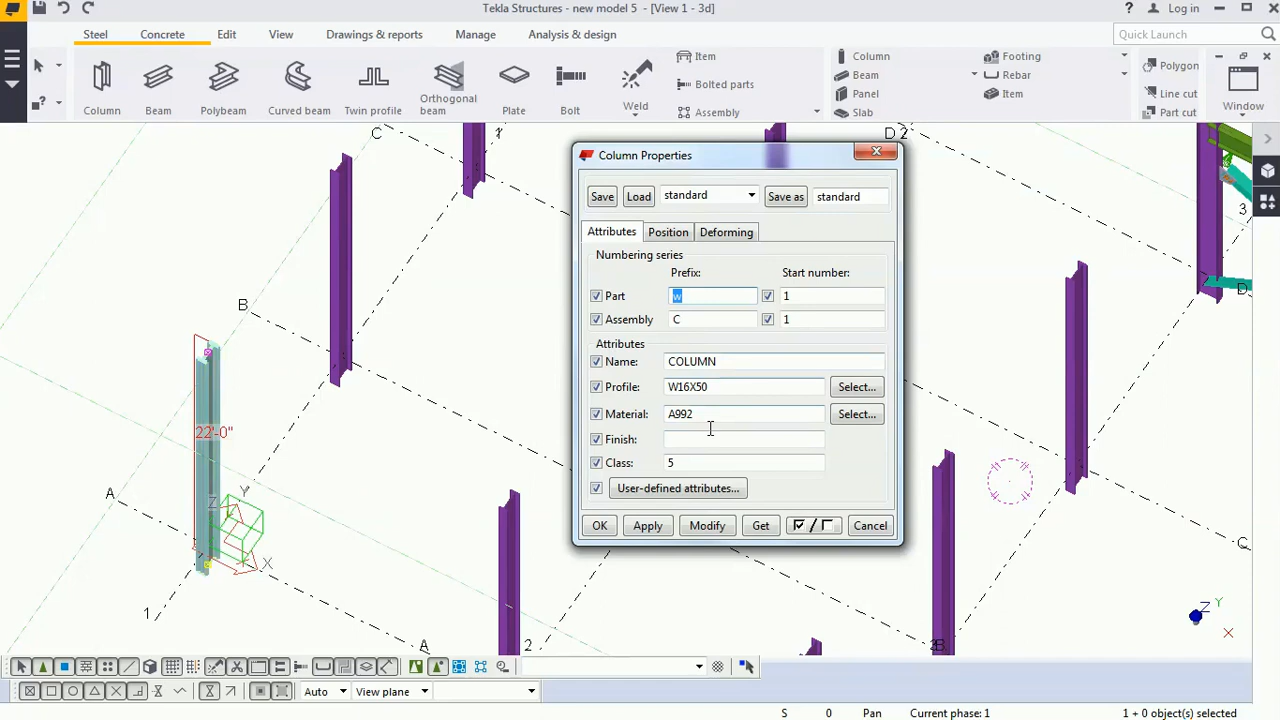 Tekla Structures - new model 5 - [View 1 - 3d]
? Log in
Steel Concrete Edit View Drawings & reports Manage Analysis & design Quick Launch
Column Beam Polybeam Curved beam Twin profile Orthogonal beam Plate Bolt Weld
Item
Bolted parts
Assembly
Column
Beam
Panel
Slab
Footing
Rebar
Item
Polygon
Line cut
Part cut
Window
C 1 D 2
3
B
D
A
22'-0"
Z Y
X
1 A 2 B C
Z Y
X
Column Properties
Save Load standard Save as standard
Attributes Position Deforming
Numbering series
Prefix: Start number:
Part w 1
Assembly C 1
Attributes
Name: COLUMN
Profile: W16X50 Select...
Material: A992 Select...
Finish:
Class: 5
User-defined attributes...
OK Apply Modify Get / Cancel
Auto View plane
S 0 Pan Current phase: 1 1 + 0 object(s) selected